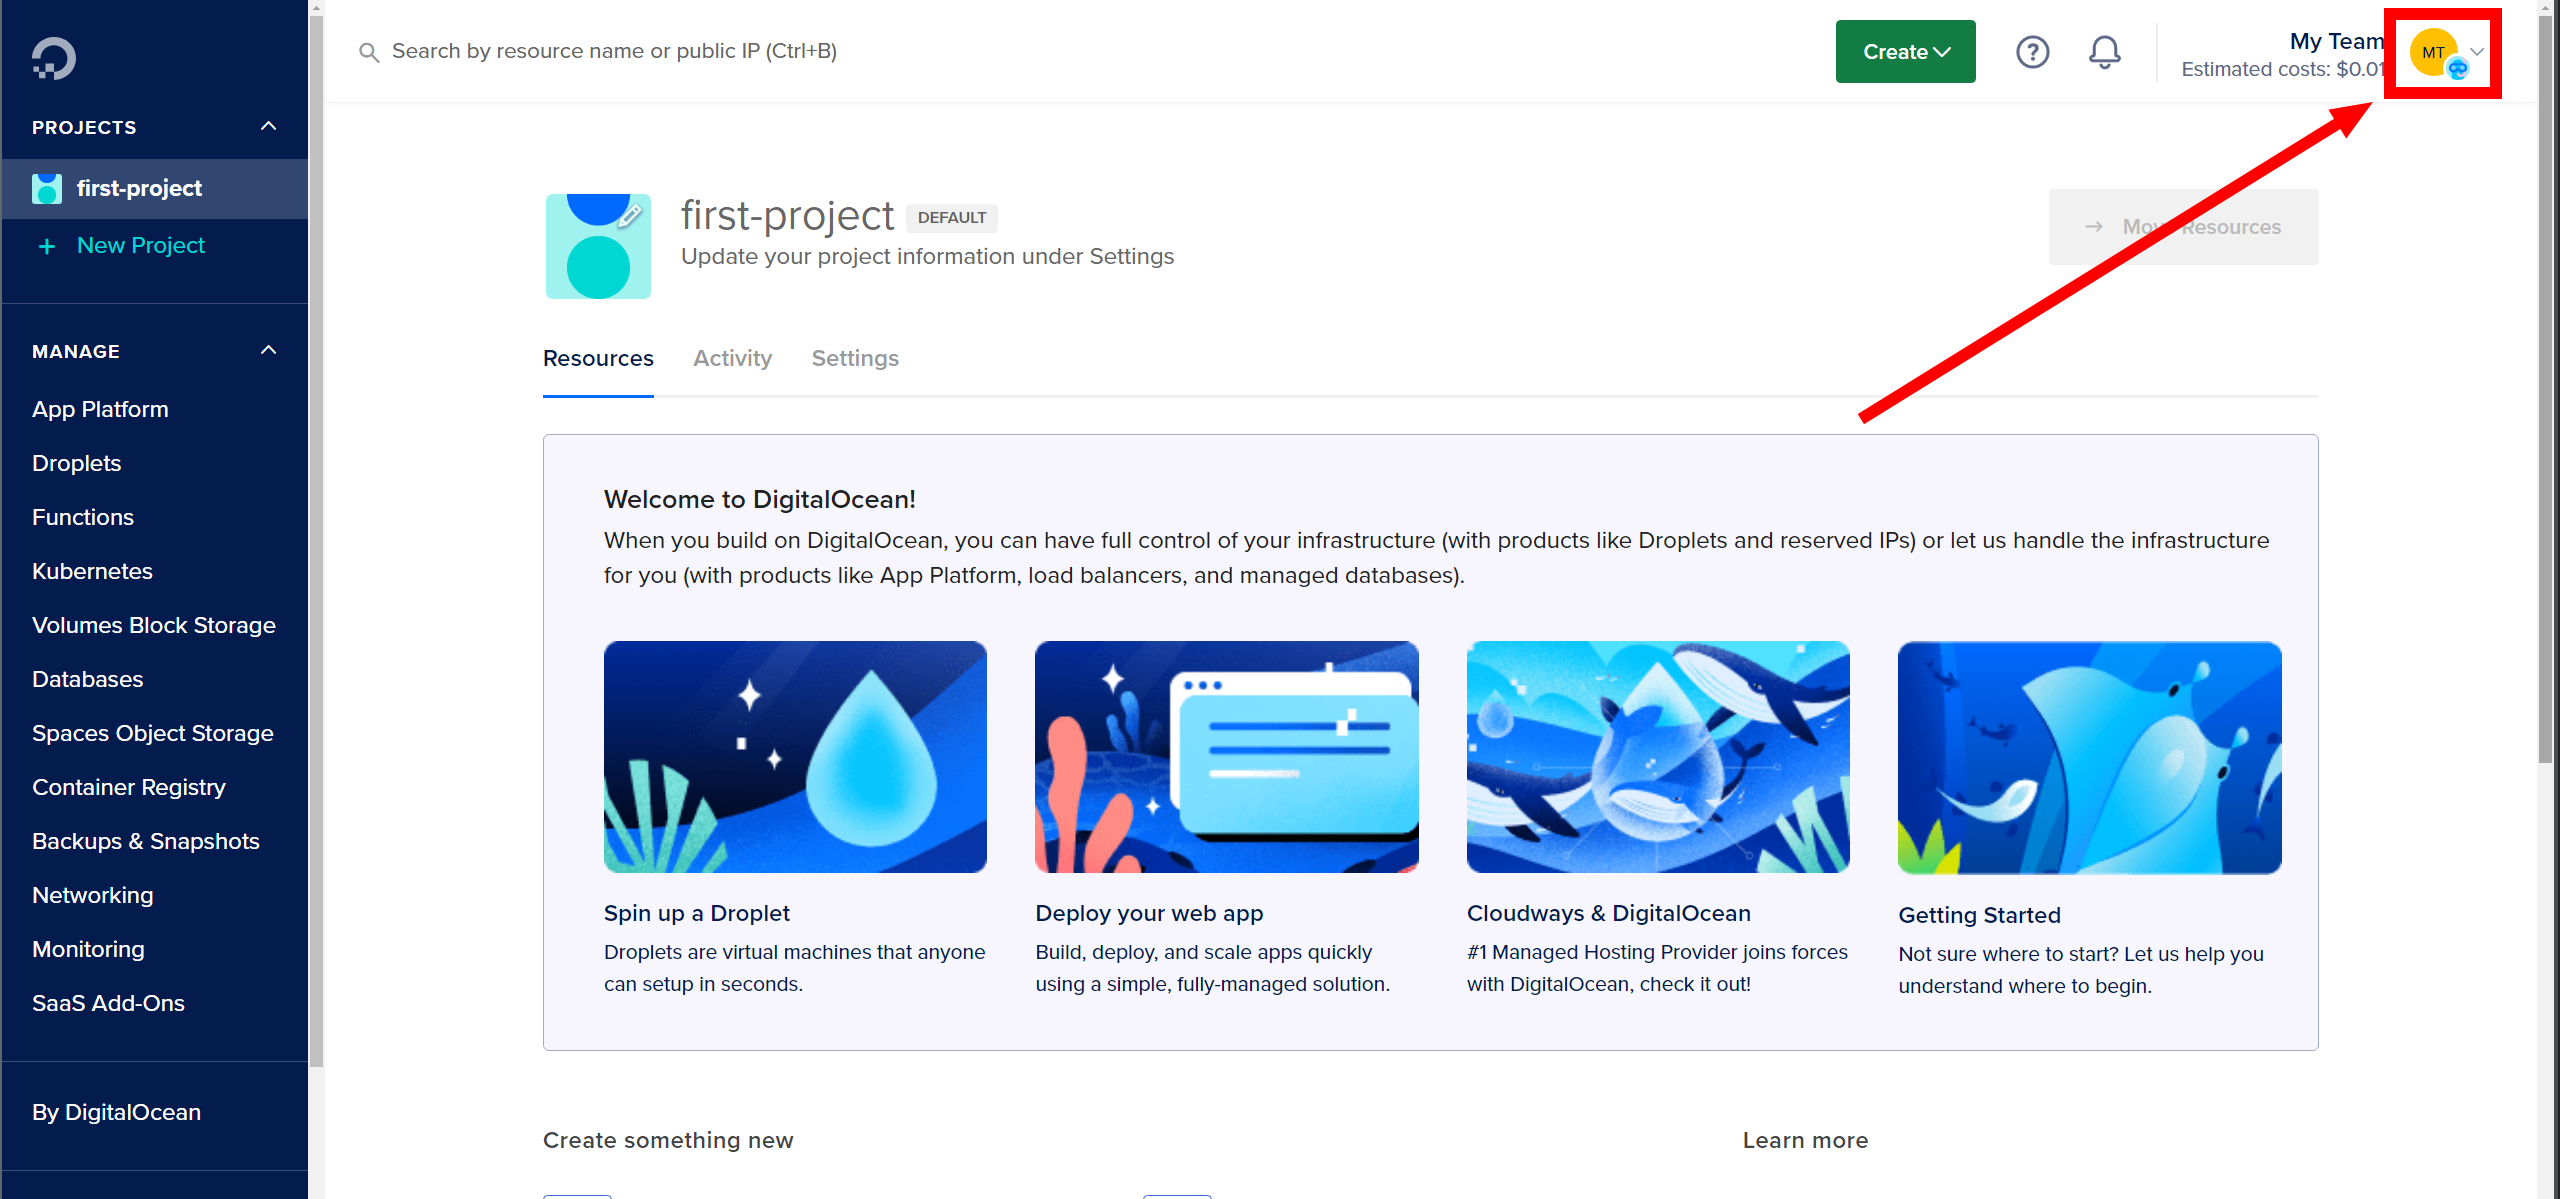 Search by resource name or public IP (Ctrl+B)
Create
My Team
Estimated costs: $0.01
MT
PROJECTS
first-project
New Project
MANAGE
App Platform
Droplets
Functions
Kubernetes
Volumes Block Storage
Databases
Spaces Object Storage
Container Registry
Backups & Snapshots
Networking
Monitoring
SaaS Add-Ons
By DigitalOcean
first-project DEFAULT
Update your project information under Settings
Move Resources
Resources Activity Settings
Welcome to DigitalOcean!
When you build on DigitalOcean, you can have full control of your infrastructure (with products like Droplets and reserved IPs) or let us handle the infrastructure
for you (with products like App Platform, load balancers, and managed databases).
Spin up a Droplet
Droplets are virtual machines that anyone
can setup in seconds.
Deploy your web app
Build, deploy, and scale apps quickly
using a simple, fully-managed solution.
Cloudways & DigitalOcean
#1 Managed Hosting Provider joins forces
with DigitalOcean, check it out!
Getting Started
Not sure where to start? Let us help you
understand where to begin.
Create something new
Learn more